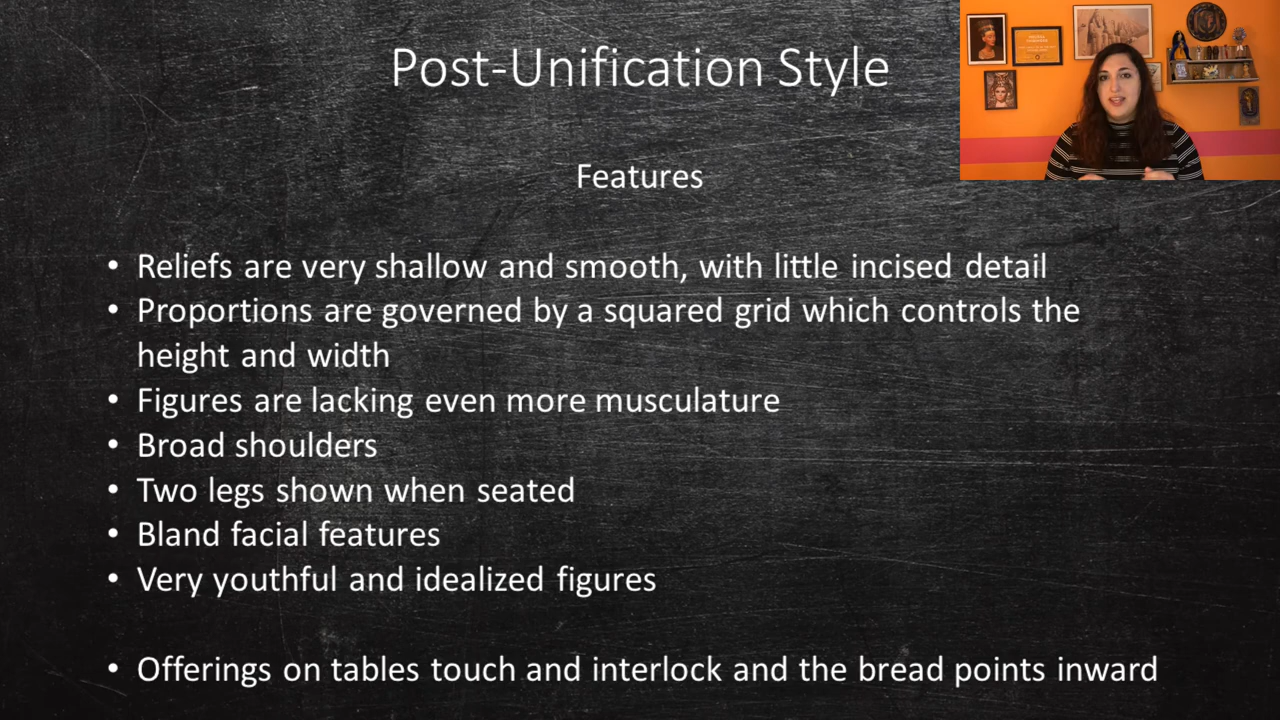 Post-Unification Style
Features
• Reliefs are very shallow and smooth, with little incised detail
• Proportions are governed by a squared grid which controls the
height and width
• Figures are lacking even more musculature
• Broad shoulders
• Two legs shown when seated
• Bland facial features
• Very youthful and idealized figures
• Offerings on tables touch and interlock and the bread points inward